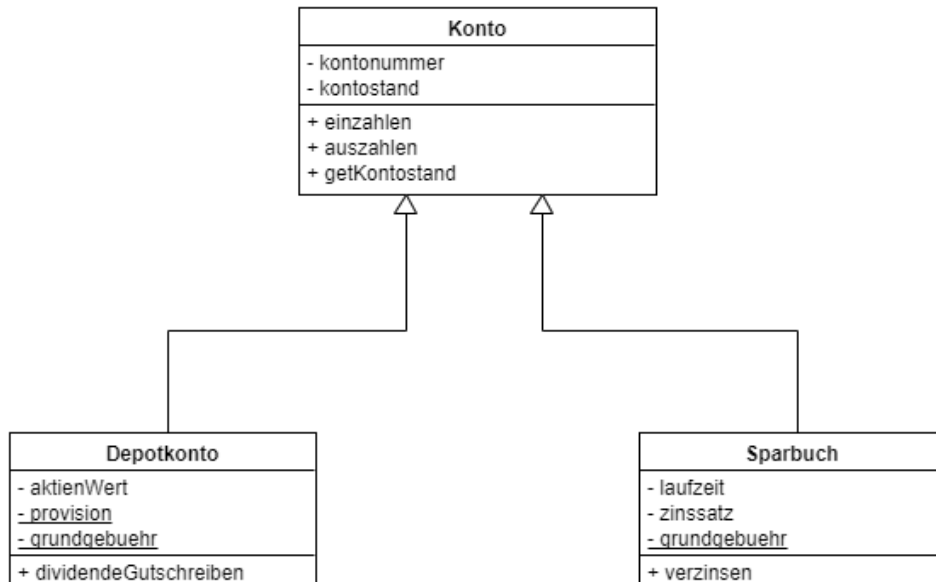 Konto
- kontonummer
- kontostand
+ einzahlen
+ auszahlen
+ getKontostand
Depotkonto
- aktienWert
- provision
- grundgebuehr
+ dividendeGutschreiben
Sparbuch
- laufzeit
- zinssatz
- grundgebuehr
+ verzinsen